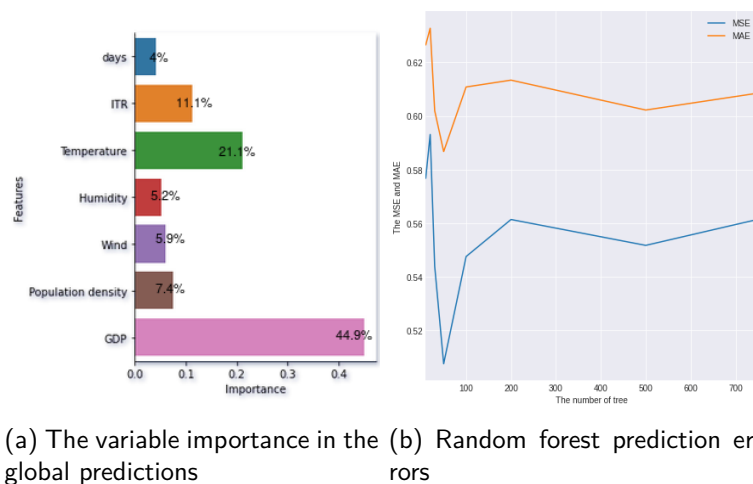 days
4%
ITR
11.1%
Temperature
21.1%
Humidity
5.2%
Wind
5.9%
Population density
7.4%
GDP
44.9%
Features
0.0 0.1 0.2 0.3 0.4
Importance
MSE
MAE
0.62
0.60
0.58
0.56
0.54
0.52
The MSE and MAE
100 200 300 400 500 600 700
The number of tree
(a) The variable importance in the
global predictions
(b) Random forest prediction er
rors